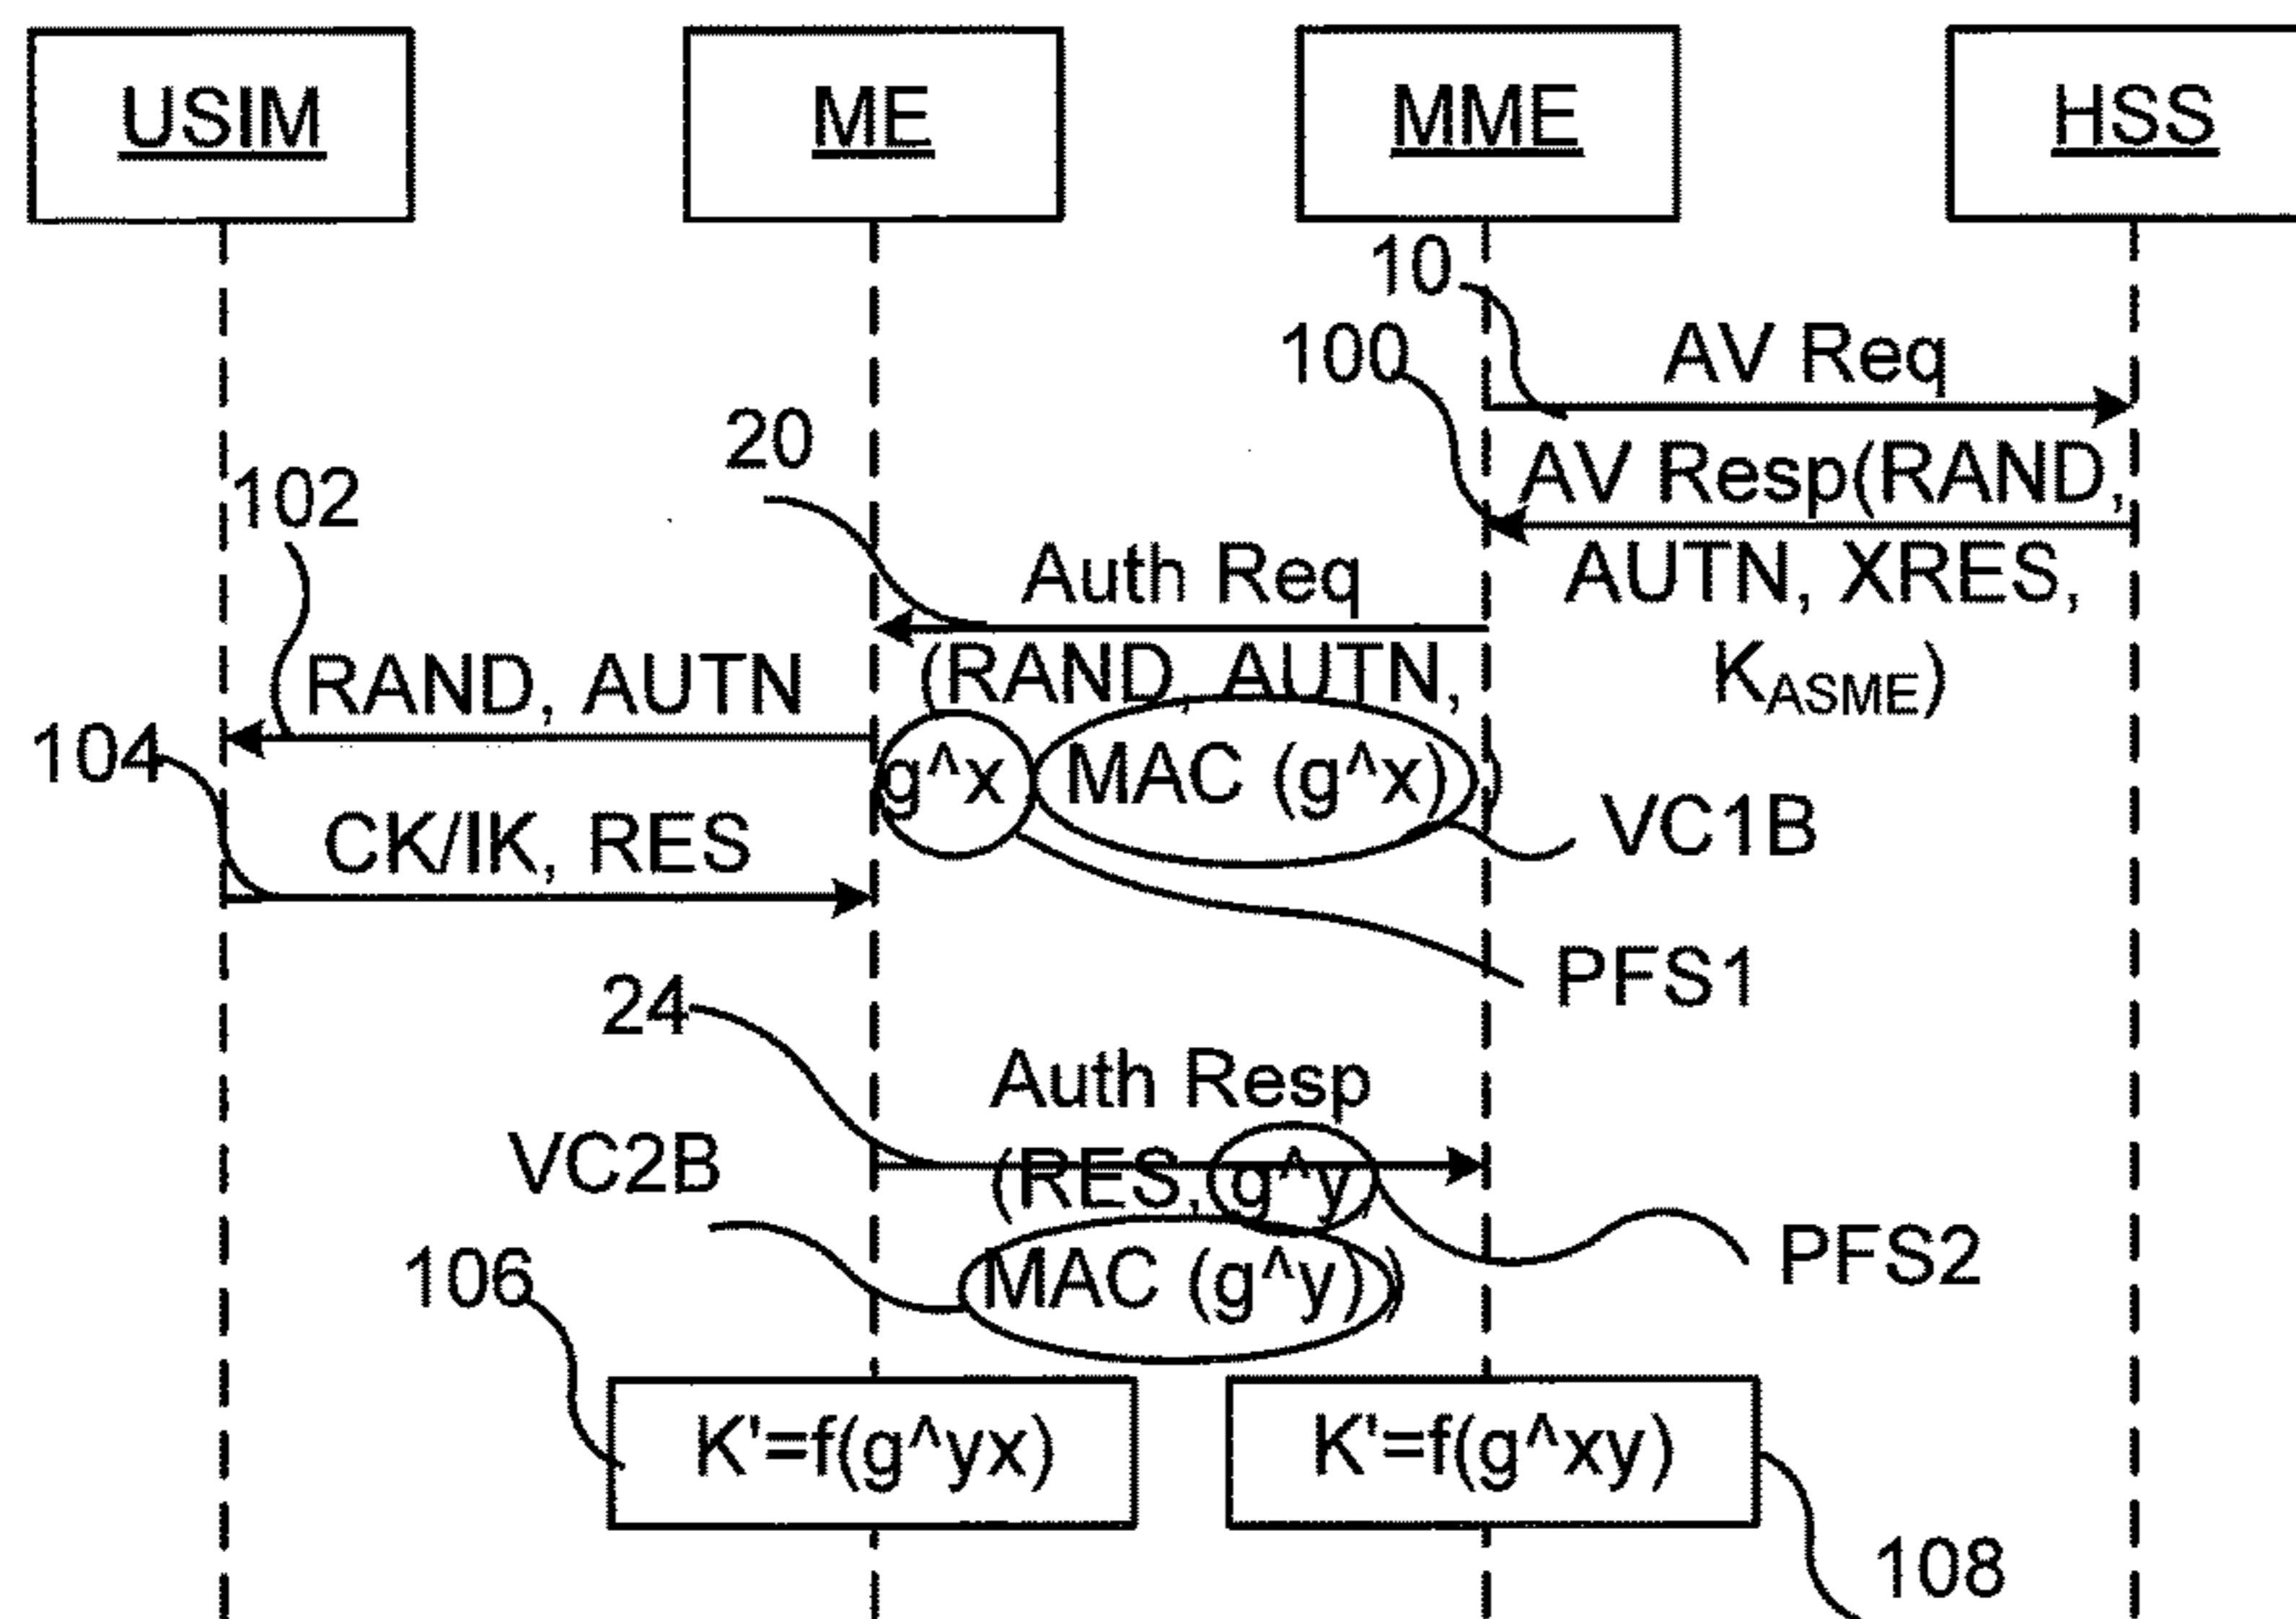 USIM
ME
MME
HSS
10
AV Req
100
20
AV Resp(RAND,
AUTN, XRES,
K_ASME)
102
Auth Req
(RAND, AUTN,
g^x MAC (g^x) )
RAND, AUTN
104
CK/IK, RES
VC1B
PFS1
24
Auth Resp
(RES, g^y,
MAC (g^y) )
VC2B
PFS2
106
K'=f(g^yx)
K'=f(g^xy)
108